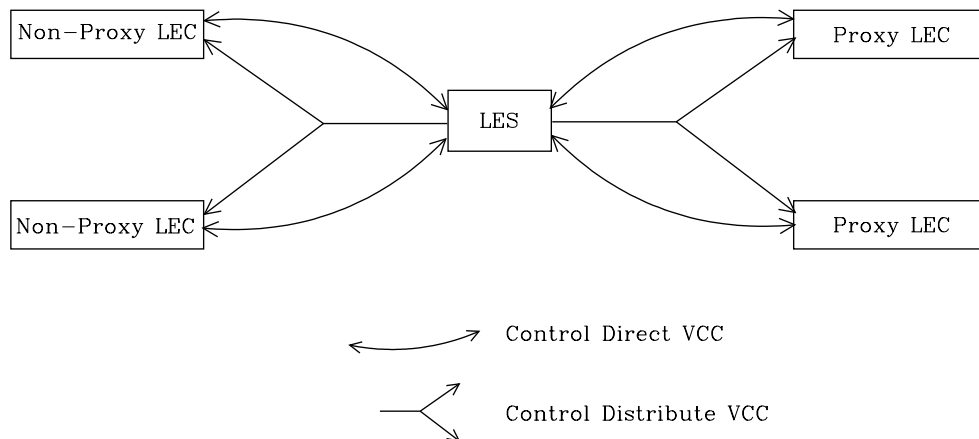 Non-Proxy LEC
Proxy LEC
LES
Non-Proxy LEC
Proxy LEC
Control Direct VCC
Control Distribute VCC